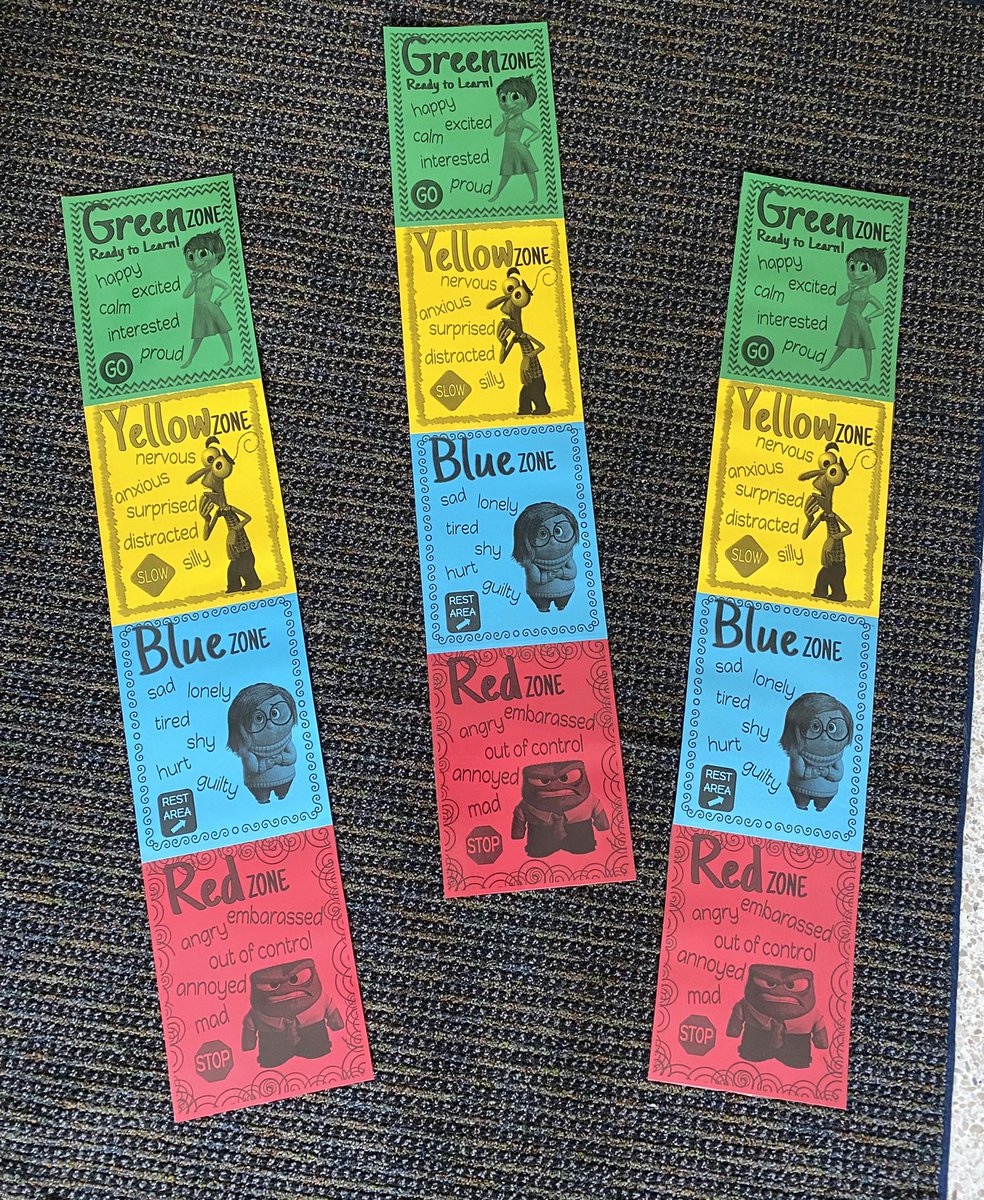 Green ZONE
Ready to Learn!
happy
excited
calm
interested
proud
GO
Yellow ZONE
nervous
anxious
surprised
distracted
silly
SLOW
Blue ZONE
sad lonely
tired
shy
hurt
guilty
REST
AREA
Red ZONE
angry embarassed
out of control
annoyed
mad
STOP
Green ZONE
Ready to Learn!
happy
excited
calm
interested
proud
GO
Yellow ZONE
nervous
anxious
surprised
distracted
silly
SLOW
Blue ZONE
sad lonely
tired
shy
hurt
guilty
REST
AREA
Red ZONE
angry embarassed
out of control
annoyed
mad
STOP
Green ZONE
Ready to Learn!
happy
excited
calm
interested
proud
GO
Yellow ZONE
nervous
anxious
surprised
distracted
silly
SLOW
Blue ZONE
sad lonely
tired
shy
hurt
guilty
REST
AREA
Red ZONE
angry embarassed
out of control
annoyed
mad
STOP